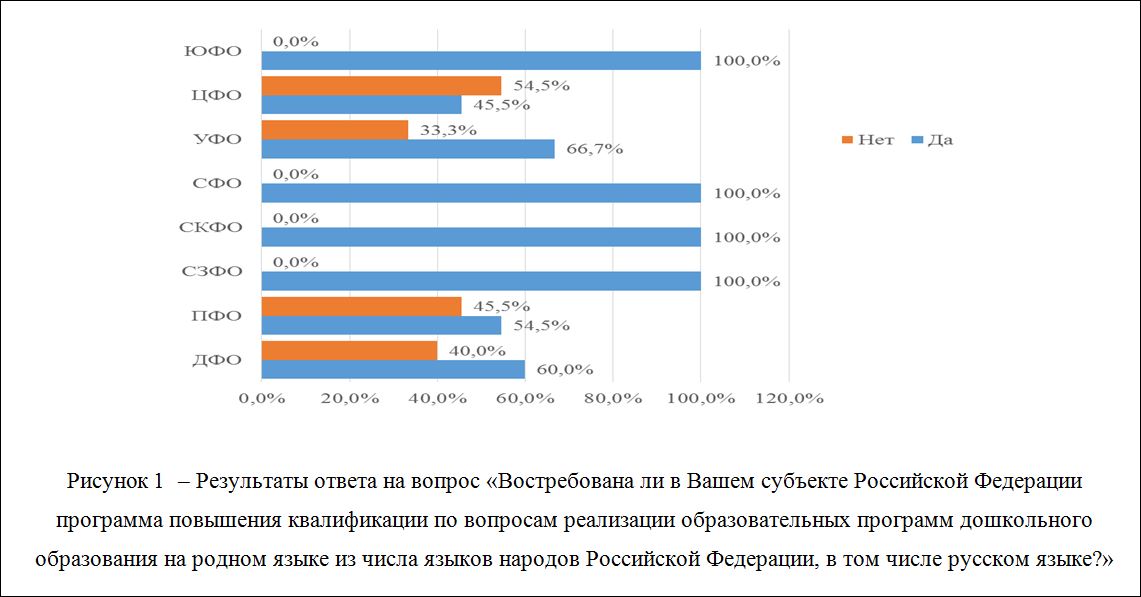 ЮФО 0,0%
100,0%
ЦФО 54,5%
45,5%
УФО 33,3%
66,7%
Нет Да
СФО 0,0%
100,0%
СКФО 0,0%
100,0%
СЗФО 0,0%
100,0%
ПФО 45,5%
54,5%
ДФО 40,0%
60,0%
0,0% 20,0% 40,0% 60,0% 80,0% 100,0% 120,0%
Рисунок 1 – Результаты ответа на вопрос «Востребована ли в Вашем субъекте Российской Федерации
программа повышения квалификации по вопросам реализации образовательных программ дошкольного
образования на родном языке из числа языков народов Российской Федерации, в том числе русском языке?»